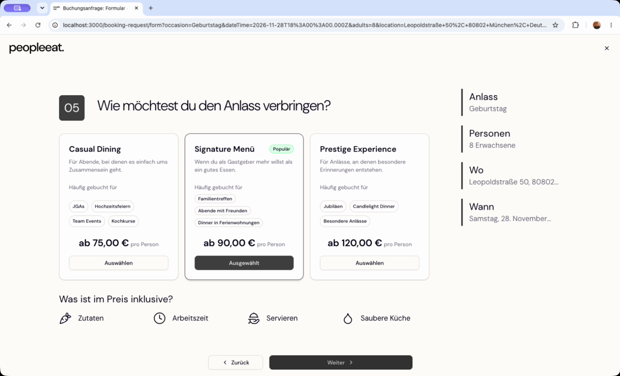 Buchungsanfrage: Formular
localhost:3000/booking-request/form?occasion=Geburtstag&dateTime=2026-11-28T18%3A00%3A00.000Z&adults=8&location=Leopoldstraße+50%2C+80802+München%2C+Deut...
peopleeat.
05
Wie möchtest du den Anlass verbringen?
Casual Dining
Für Abende, bei denen es einfach ums
Zusammensein geht.
Häufig gebucht für
JGAs
Hochzeitsfeiern
Team Events
Kochkurse
ab 75,00 € pro Person
Auswählen
Signature Menü
Populär
Wenn du als Gastgeber mehr willst als
ein gutes Essen.
Häufig gebucht für
Familientreffen
Abende mit Freunden
Dinner in Ferienwohnungen
ab 90,00 € pro Person
Ausgewählt
Prestige Experience
Für Anlässe, an denen besondere
Erinnerungen entstehen.
Häufig gebucht für
Jubiläen
Candlelight Dinner
Besondere Anlässe
ab 120,00 € pro Person
Auswählen
Was ist im Preis inklusive?
Zutaten
Arbeitszeit
Servieren
Saubere Küche
Zurück
Weiter
Anlass
Geburtstag
Personen
8 Erwachsene
Wo
Leopoldstraße 50, 80802...
Wann
Samstag, 28. November...